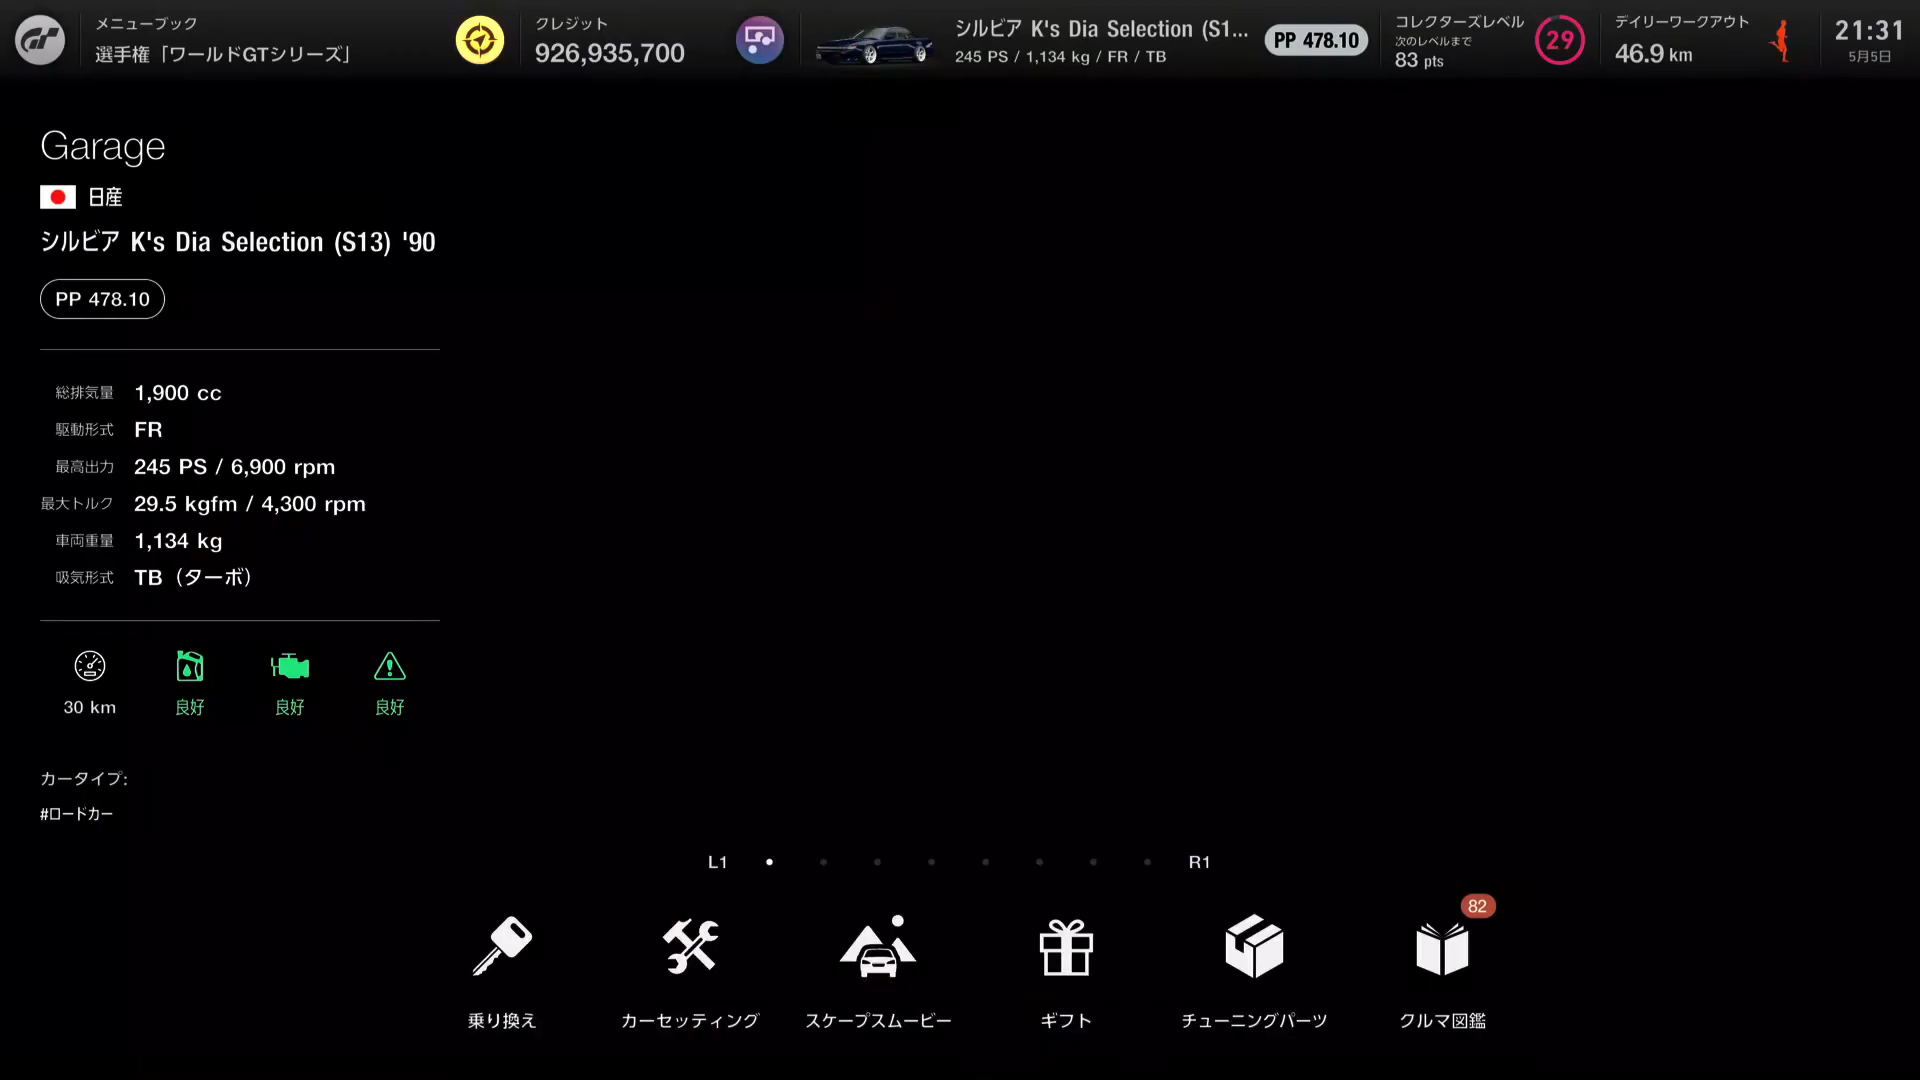 メニューブック
選手権「ワールドGTシリーズ」
クレジット
926,935,700
シルビア K's Dia Selection (S1...
245 PS / 1,134 kg / FR / TB
PP 478.10
コレクターズレベル
次のレベルまで
83 pts
29
デイリーワークアウト
46.9 km
21:31
5月5日
Garage
日産
シルビア K's Dia Selection (S13) '90
PP 478.10
総排気量 1,900 cc
駆動形式 FR
最高出力 245 PS / 6,900 rpm
最大トルク 29.5 kgfm / 4,300 rpm
車両重量 1,134 kg
吸気形式 TB（ターボ）
30 km 良好 良好 良好
カータイプ:
#ロードカー
L1 R1
82
乗り換え カーセッティング スケープスムービー ギフト チューニングパーツ クルマ図鑑